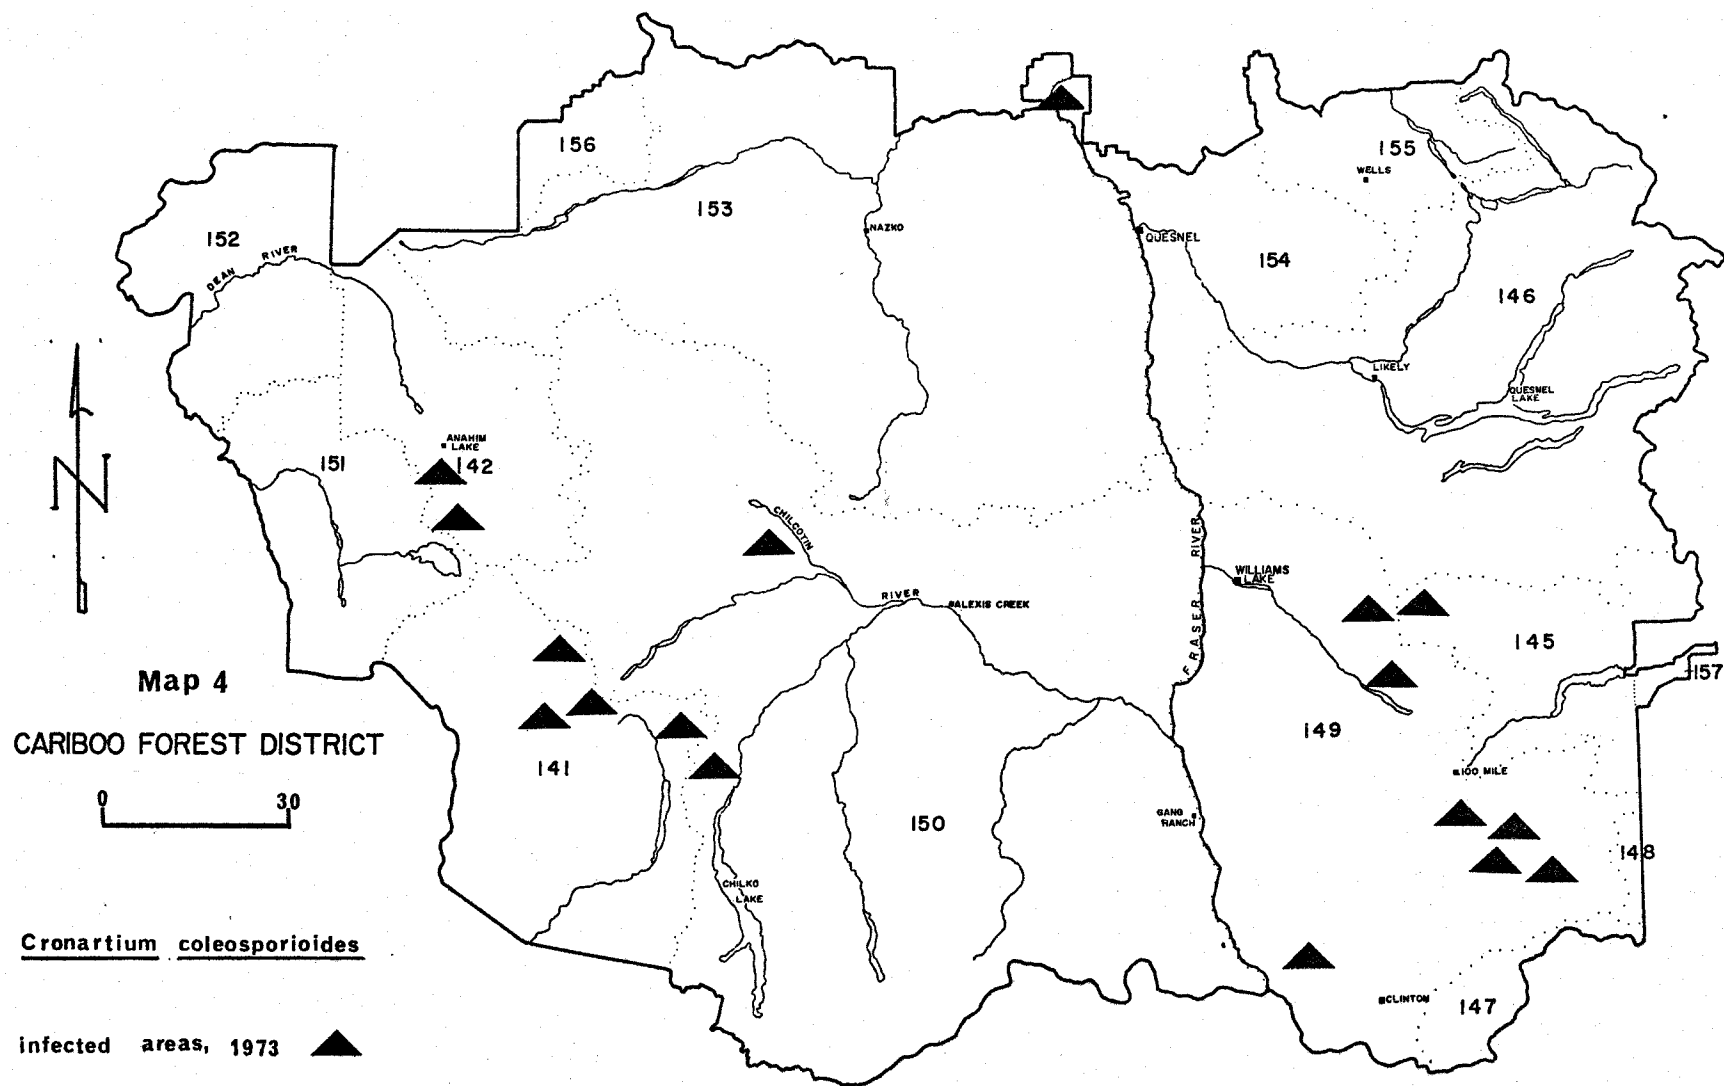 156
155
WELLS
153
152
NAZKO
QUESNEL
DEAN RIVER
154
146
LIKELY
QUESNEL
LAKE
ANAHIM
LAKE
151
142
N
CHILCOTIN
RIVER
ALEXIS CREEK
FRASER RIVER
WILLIAMS
LAKE
145
157
Map 4
CARIBOO FOREST DISTRICT
0 30
141
149
100 MILE
150
GANG
RANCH
148
CHILKO
LAKE
Cronartium coleosporioides
CLINTON
147
infected areas, 1973